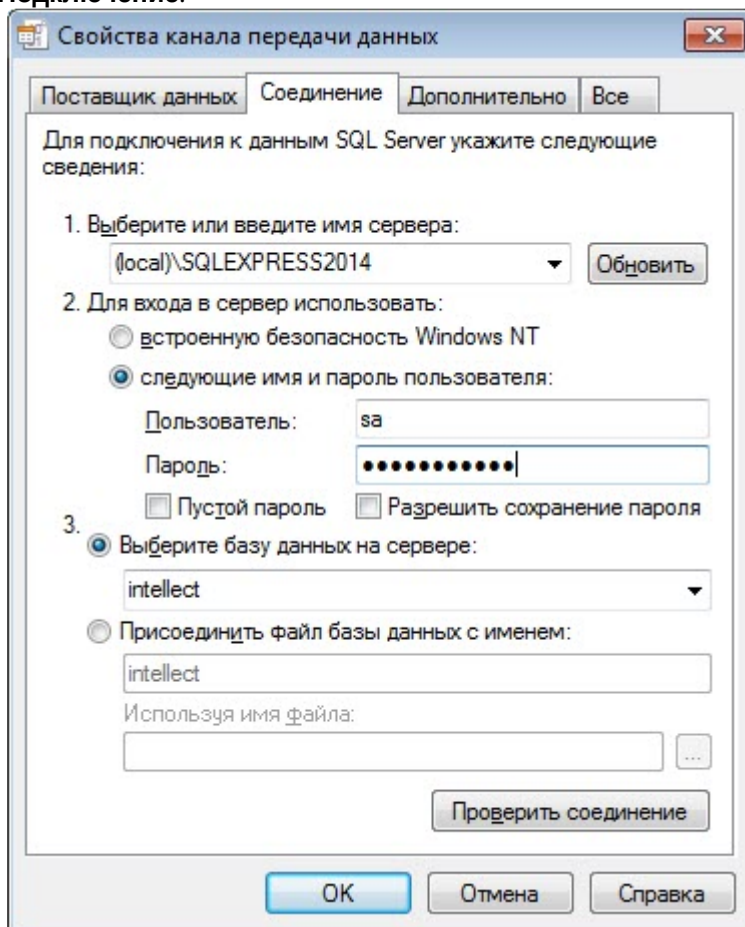 Подключение.
Свойства канала передачи данных
Поставщик данных Соединение Дополнительно Все
Для подключения к данным SQL Server укажите следующие
сведения:
1. Выберите или введите имя сервера:
(local)\SQLEXPRESS2014 Обновить
2. Для входа в сервер использовать:
встроенную безопасность Windows NT
следующие имя и пароль пользователя:
Пользователь: sa
Пароль: ●●●●●●●●●●●
Пустой пароль Разрешить сохранение пароля
3.
Выберите базу данных на сервере:
intellect
Присоединить файл базы данных с именем:
intellect
Используя имя файла:
...
Проверить соединение
OK Отмена Справка